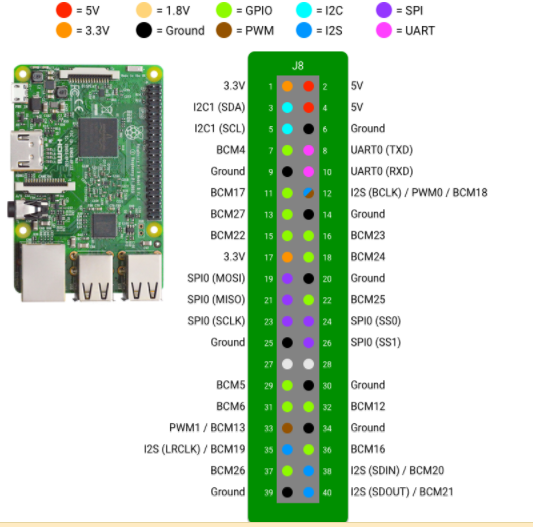 = 5V = 1.8V = GPIO = I2C = SPI
= 3.3V = Ground = PWM = I2S = UART
J8
3.3V 1 2 5V
I2C1 (SDA) 3 4 5V
I2C1 (SCL) 5 6 Ground
BCM4 7 8 UART0 (TXD)
Ground 9 10 UART0 (RXD)
BCM17 11 12 I2S (BCLK) / PWM0 / BCM18
BCM27 13 14 Ground
BCM22 15 16 BCM23
3.3V 17 18 BCM24
SPI0 (MOSI) 19 20 Ground
SPI0 (MISO) 21 22 BCM25
SPI0 (SCLK) 23 24 SPI0 (SS0)
Ground 25 26 SPI0 (SS1)
27 28
BCM5 29 30 Ground
BCM6 31 32 BCM12
PWM1 / BCM13 33 34 Ground
I2S (LRCLK) / BCM19 35 36 BCM16
BCM26 37 38 I2S (SDIN) / BCM20
Ground 39 40 I2S (SDOUT) / BCM21
HDMI